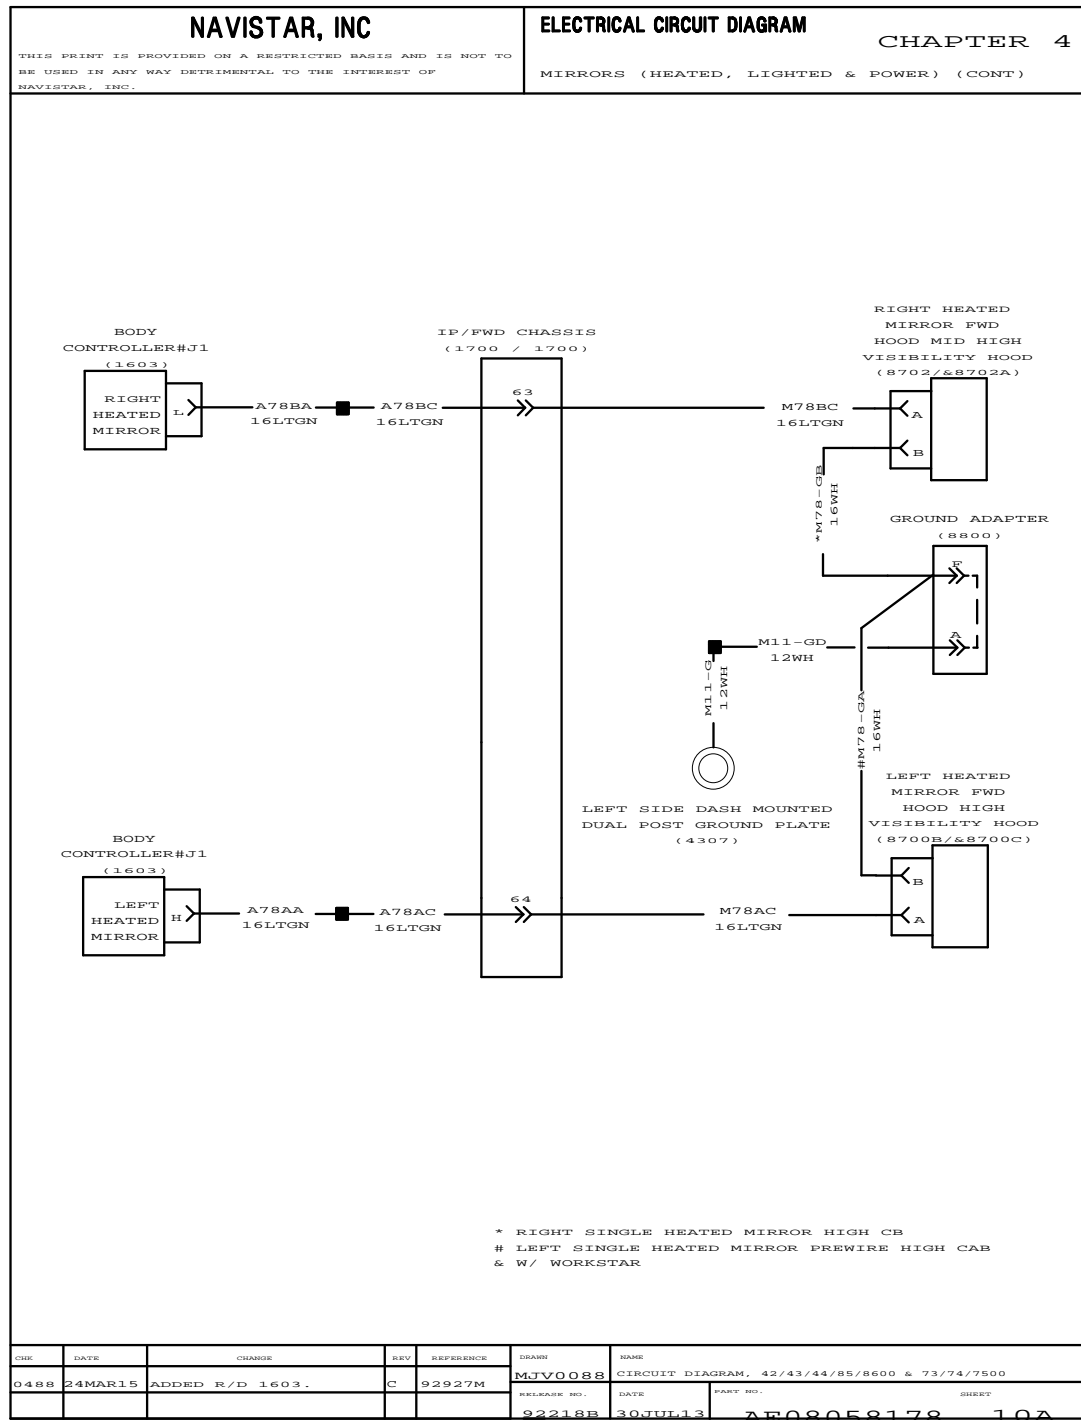 NAVISTAR, INC
THIS PRINT IS PROVIDED ON A RESTRICTED BASIS AND IS NOT TO
BE USED IN ANY WAY DETRIMENTAL TO THE INTEREST OF
NAVISTAR, INC.
ELECTRICAL CIRCUIT DIAGRAM
CHAPTER 4
MIRRORS (HEATED, LIGHTED & POWER) (CONT)
BODY
CONTROLLER#J1
(1603)
RIGHT
HEATED
MIRROR
L
A78BA
16LTGN
A78BC
16LTGN
IP/FWD CHASSIS
(1700 / 1700)
63
M78BC
16LTGN
RIGHT HEATED
MIRROR FWD
HOOD MID HIGH
VISIBILITY HOOD
(8702/&8702A)
A
B
*M78-GB
16WH
GROUND ADAPTER
(8800)
F
A
M11-GD
12WH
M11-G
12WH
#M78-GA
16WH
LEFT SIDE DASH MOUNTED
DUAL POST GROUND PLATE
(4307)
LEFT HEATED
MIRROR FWD
HOOD HIGH
VISIBILITY HOOD
(8700B/&8700C)
B
A
BODY
CONTROLLER#J1
(1603)
LEFT
HEATED
MIRROR
H
A78AA
16LTGN
A78AC
16LTGN
64
M78AC
16LTGN
* RIGHT SINGLE HEATED MIRROR HIGH CB
# LEFT SINGLE HEATED MIRROR PREWIRE HIGH CAB
& W/ WORKSTAR
CHK DATE CHANGE REV REFERENCE
0488 24MAR15 ADDED R/D 1603. C 92927M
DRAWN
MJV0088
NAME
CIRCUIT DIAGRAM, 42/43/44/85/8600 & 73/74/7500
RELEASE NO.
92218B
DATE
30JUL13
PART NO.
AF08058178
SHEET
10A